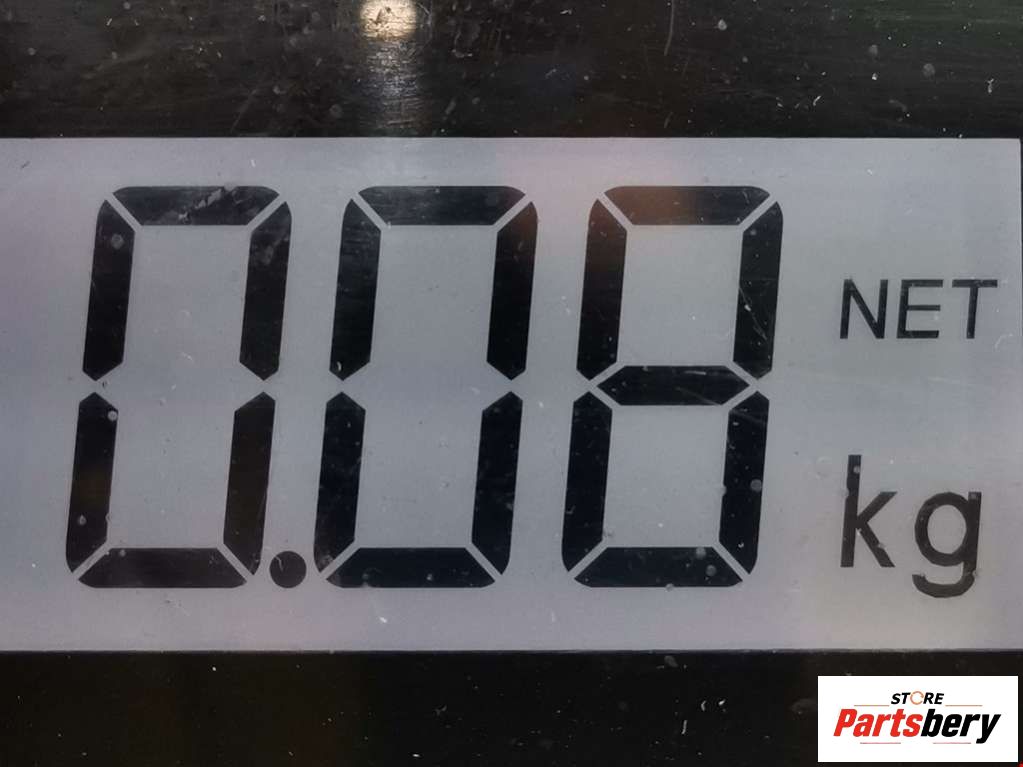 0.08
NET
kg
STORE
Partsbery